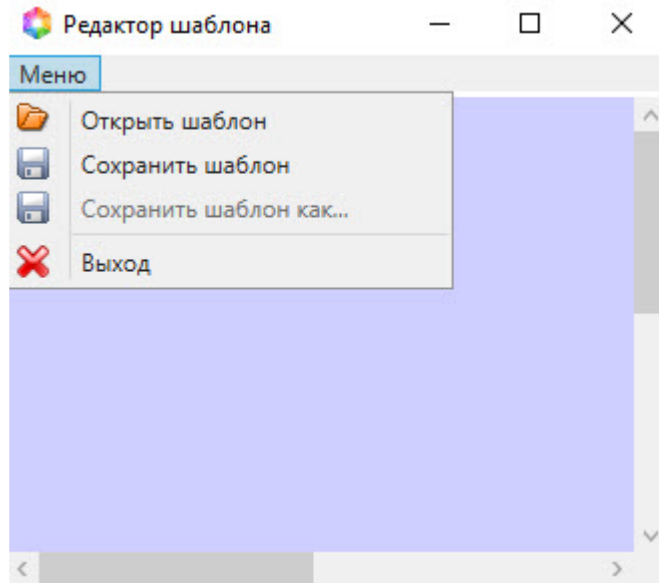 Редактор шаблона
Меню
Открыть шаблон
Сохранить шаблон
Сохранить шаблон как...
Выход